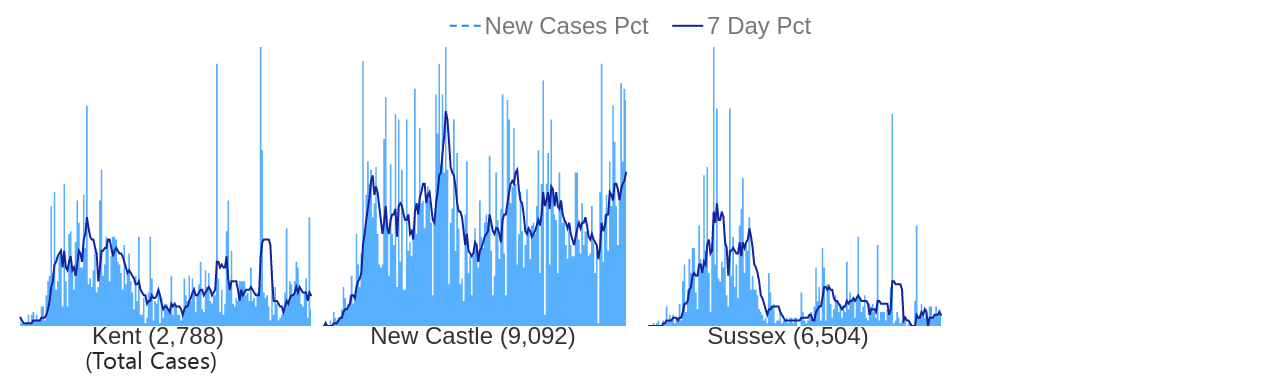 New Cases Pct 7 Day Pct
Kent (2,788) New Castle (9,092) Sussex (6,504)
(Total Cases)